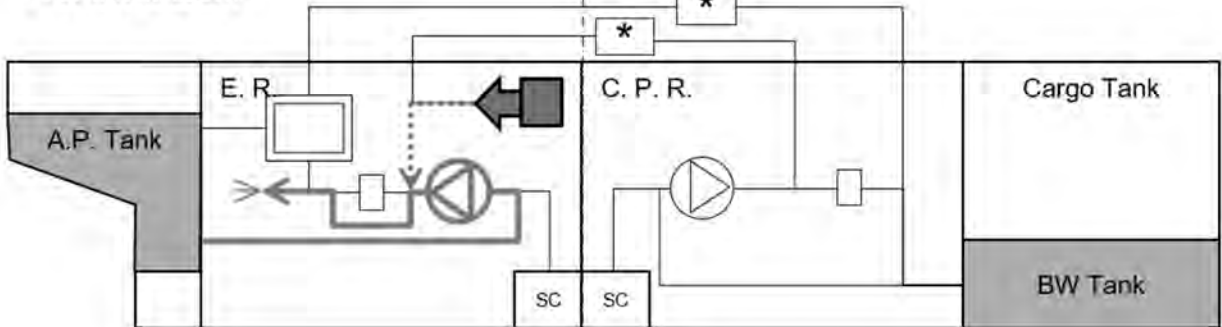 *
*
E. R.
C. P. R.
Cargo Tank
A.P. Tank
BW Tank
SC
SC